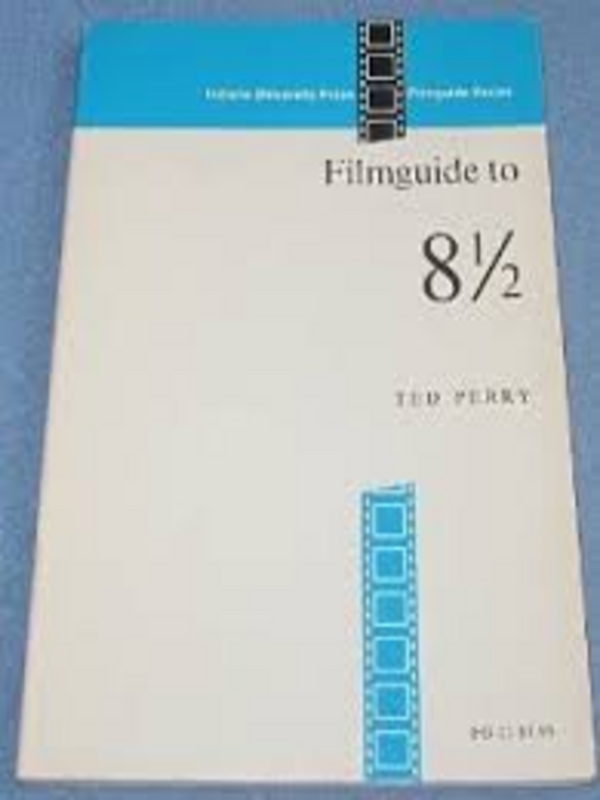 Indiana University Press Filmguide Series
Filmguide to
8½
TED PERRY